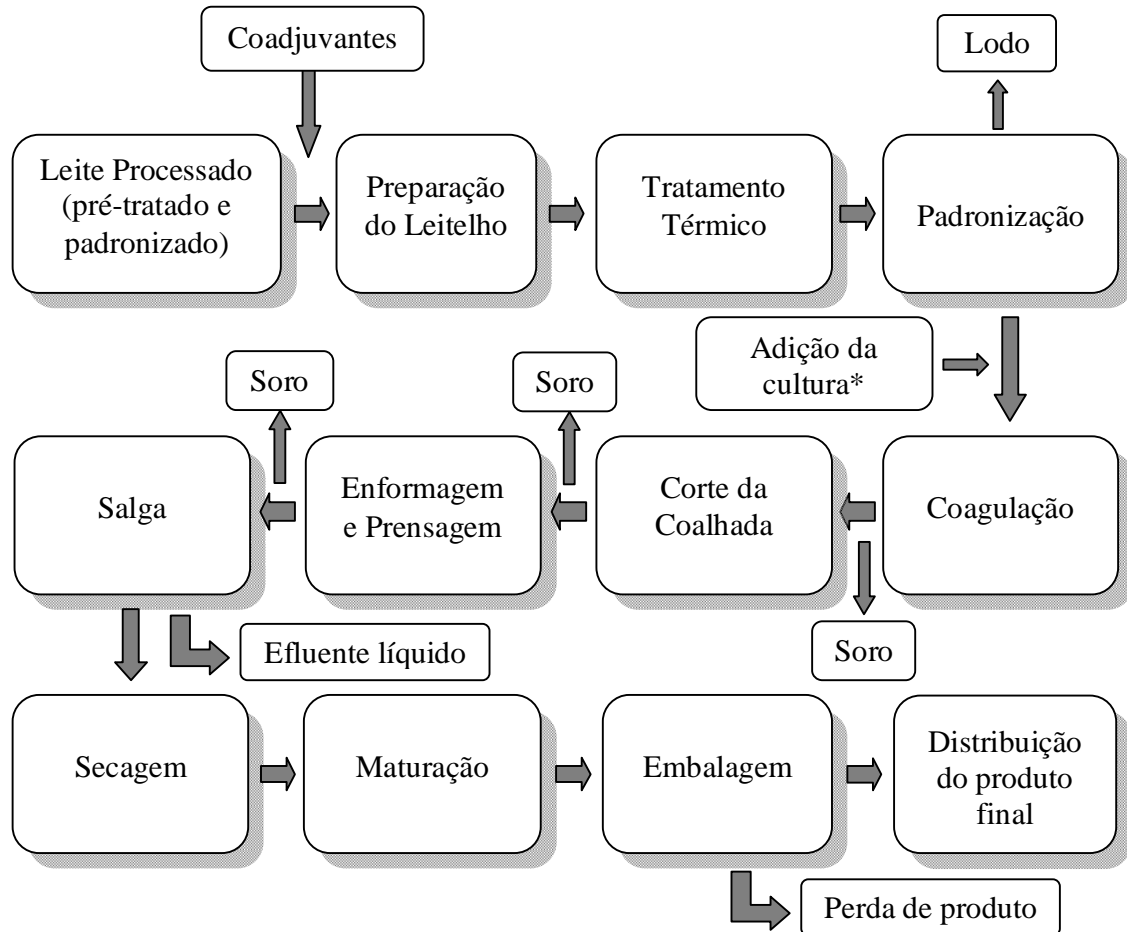 Coadjuvantes
Lodo
Leite Processado
(pré-tratado e
padronizado)
Preparação
do Leitelho
Tratamento
Térmico
Padronização
Adição da
cultura*
Soro
Soro
Salga
Enformagem
e Prensagem
Corte da
Coalhada
Coagulação
Efluente líquido
Soro
Secagem
Maturação
Embalagem
Distribuição
do produto
final
Perda de produto